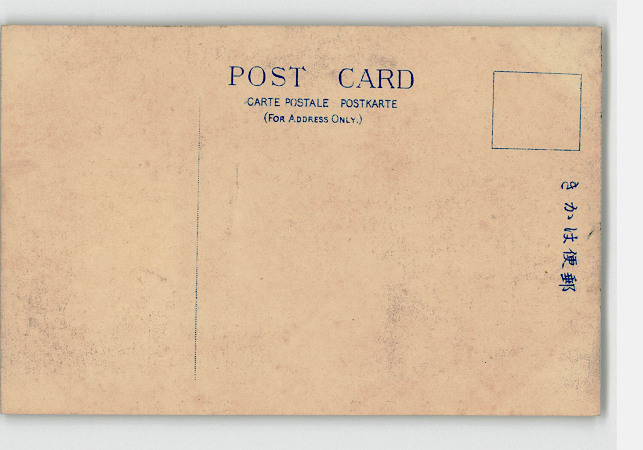 POST CARD
CARTE POSTALE POSTKARTE
(FOR ADDRESS ONLY.)
きかは便郵